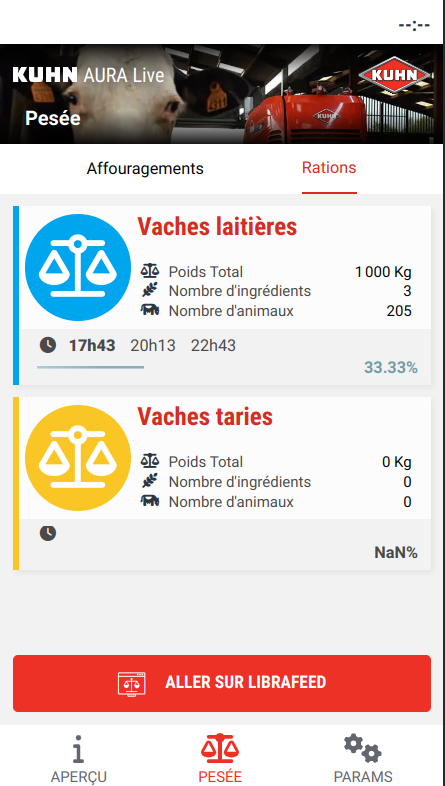 --:--
KUHN AURA Live
KUHN
KUHN
Pesée
Affouragements Rations
Vaches laitières
Poids Total 1 000 Kg
Nombre d'ingrédients 3
Nombre d'animaux 205
17h43 20h13 22h43
33.33%
Vaches taries
Poids Total 0 Kg
Nombre d'ingrédients 0
Nombre d'animaux 0
NaN%
ALLER SUR LIBRAFEED
APERÇU PESÉE PARAMS